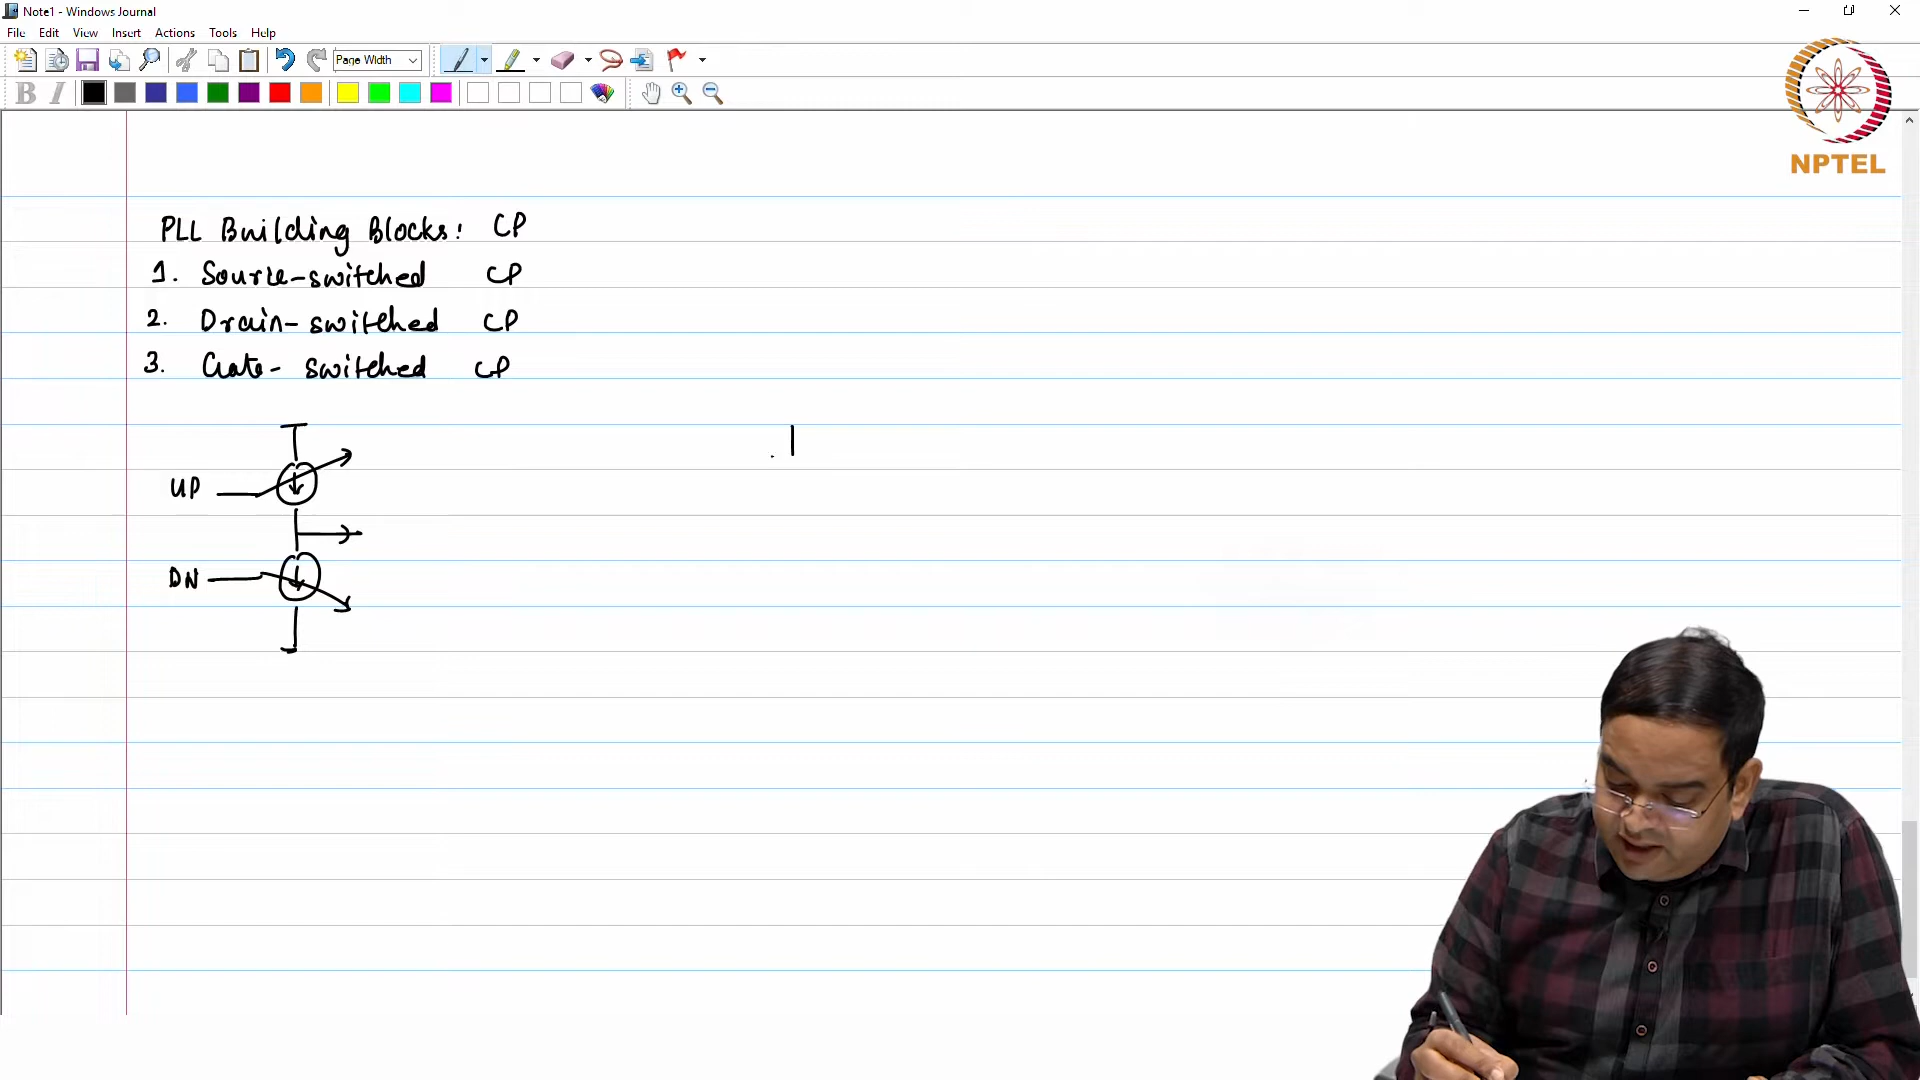 Note1 - Windows Journal
File Edit View Insert Actions Tools Help
Page Width
B I
NPTEL
PLL Building Blocks: CP
1. Source-switched CP
2. Drain-switched CP
3. Gate-switched CP
UP
DN